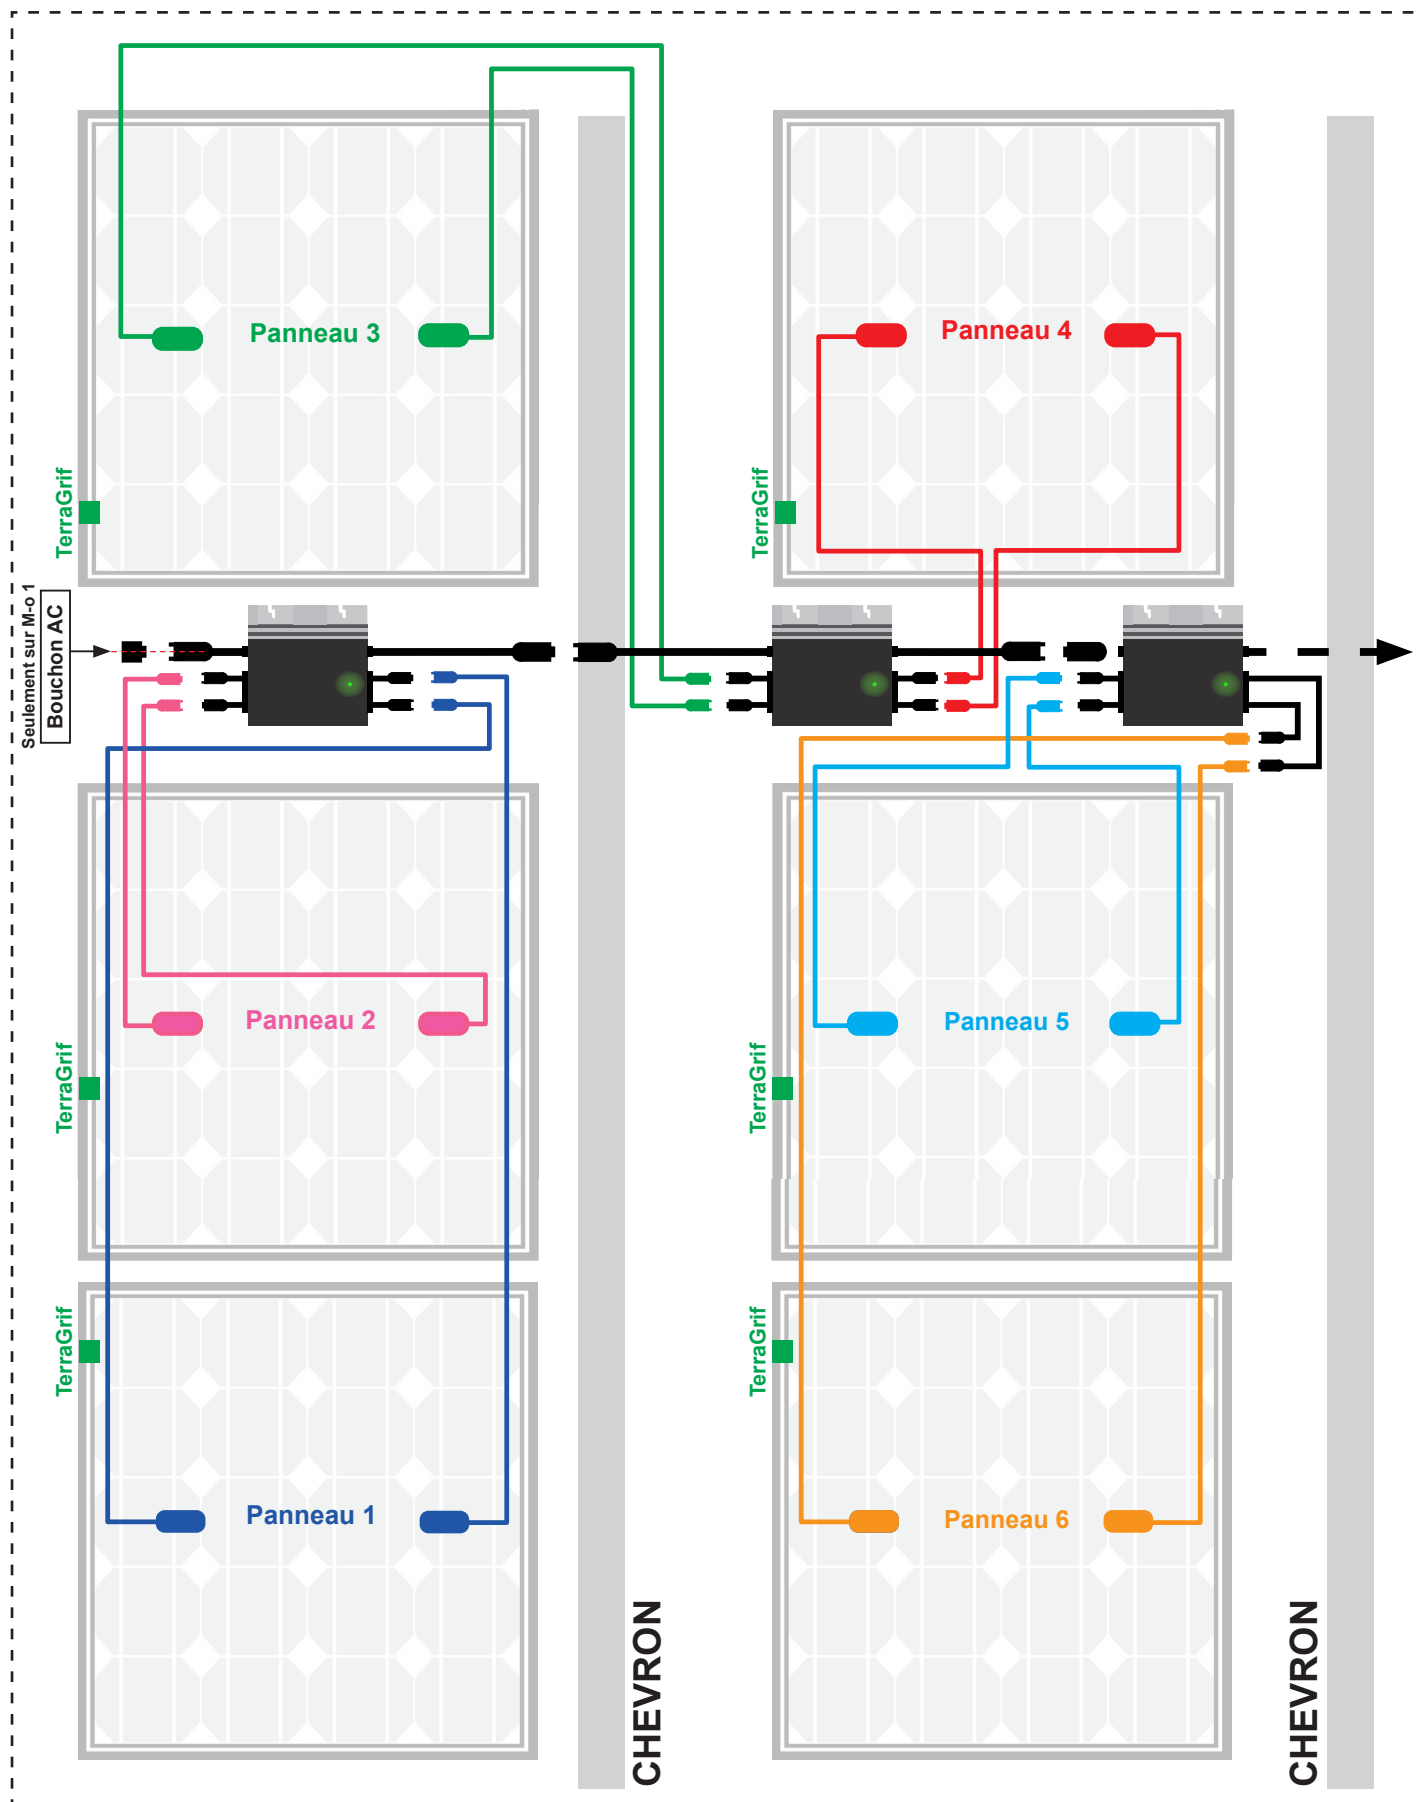 Panneau 3
Panneau 4
TerraGrif
TerraGrif
Seulement sur M-o 1
Bouchon AC
Panneau 2
Panneau 5
TerraGrif
TerraGrif
TerraGrif
TerraGrif
Panneau 1
Panneau 6
CHEVRON
CHEVRON